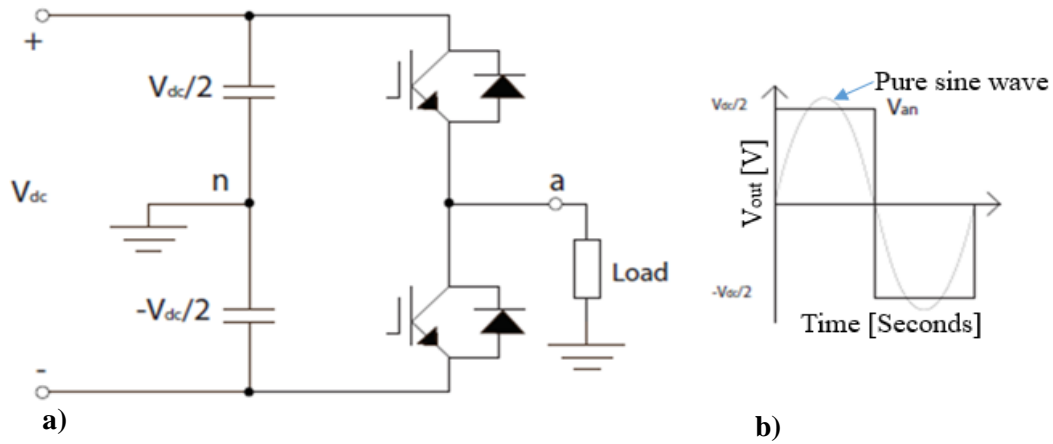 +
Vdc/2
n
Vdc
a
Load
-Vdc/2
-
a)
Pure sine wave
Vdc/2
Van
Vout [V]
-Vdc/2
Time [Seconds]
b)